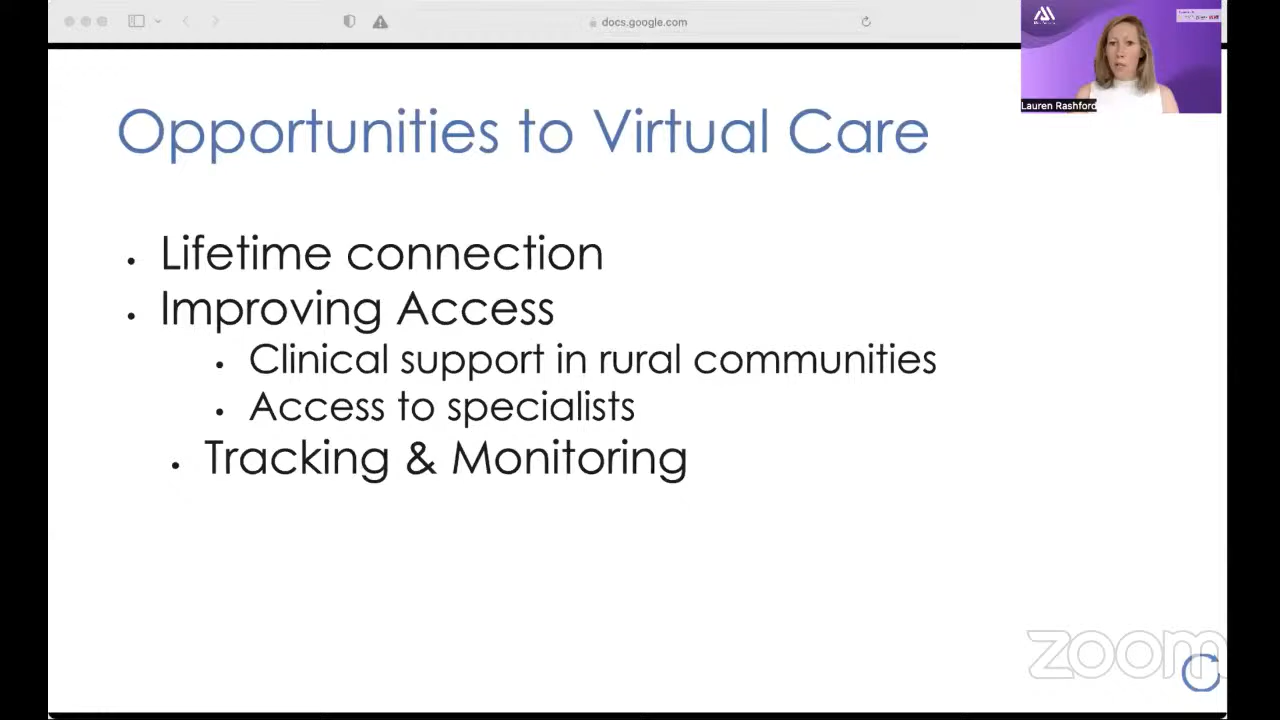 docs.google.com
Lauren Rashford
Opportunities to Virtual Care
• Lifetime connection
• Improving Access
• Clinical support in rural communities
• Access to specialists
• Tracking & Monitoring
zoom